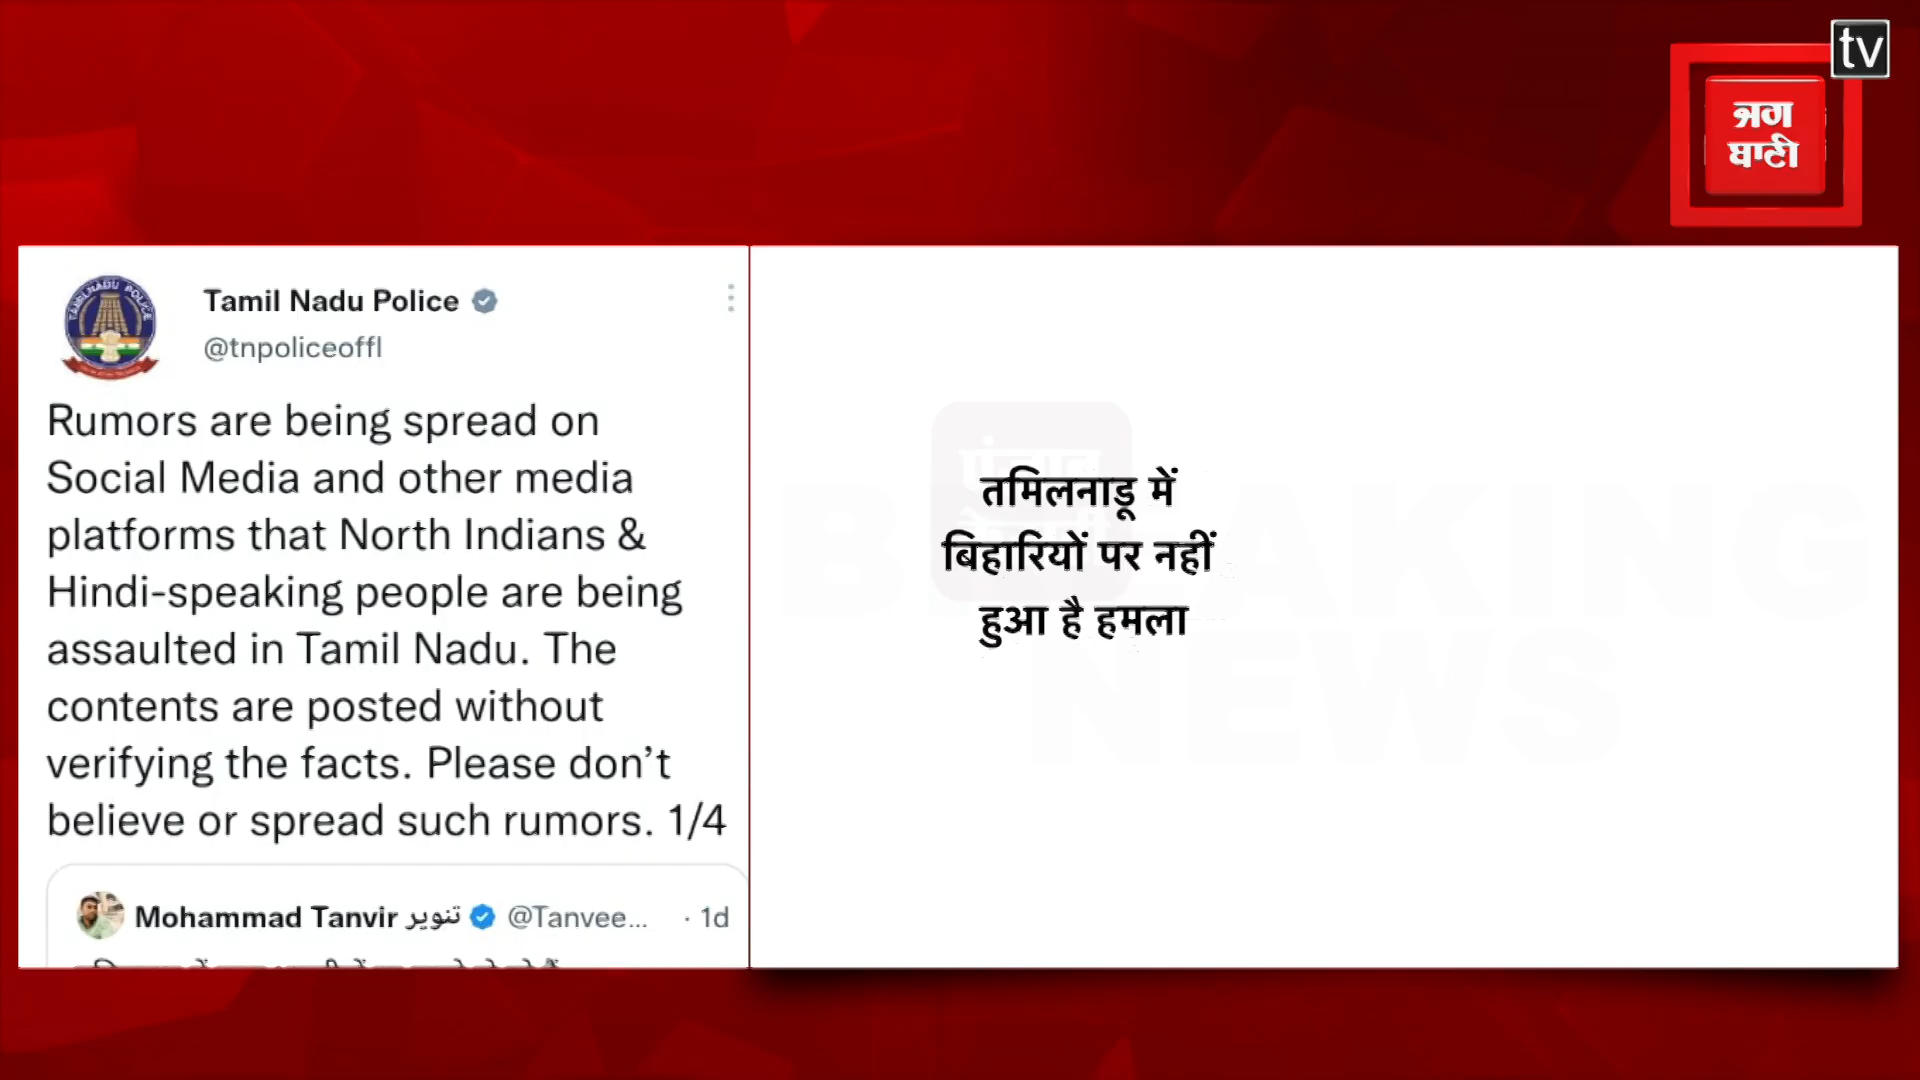 tv
ਜਗ
ਬਾਣੀ
Tamil Nadu Police
@tnpoliceoffl
Rumors are being spread on
Social Media and other media
platforms that North Indians &
Hindi-speaking people are being
assaulted in Tamil Nadu. The
contents are posted without
verifying the facts. Please don’t
believe or spread such rumors. 1/4
Mohammad Tanvir تنویر @Tanvee... · 1d
तमिलनाडू में
बिहारियों पर नहीं
हुआ है हमला
BREAKING
NEWS